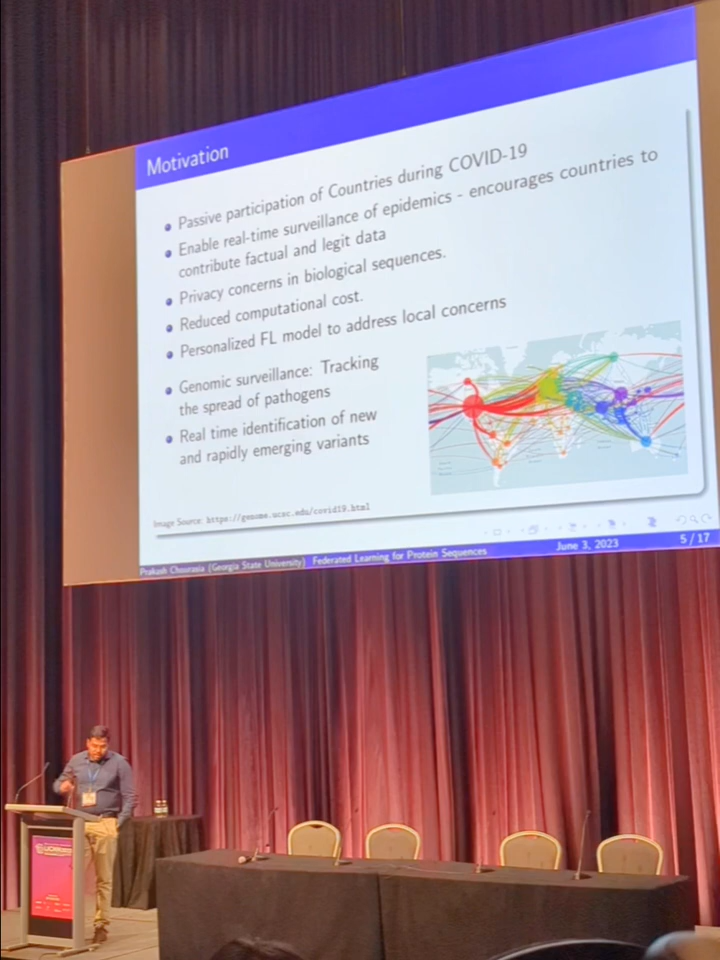 Motivation
Passive participation of Countries during COVID-19
Enable real-time surveillance of epidemics - encourages countries to
contribute factual and legit data
Privacy concerns in biological sequences.
Reduced computational cost.
Personalized FL model to address local concerns
Genomic surveillance: Tracking
the spread of pathogens
Real time identification of new
and rapidly emerging variants
Image Source: https://genome.ucsc.edu/covid19.html
Prakash Chourasia (Georgia State University) Federated Learning for Protein Sequences June 3, 2023 5 / 17